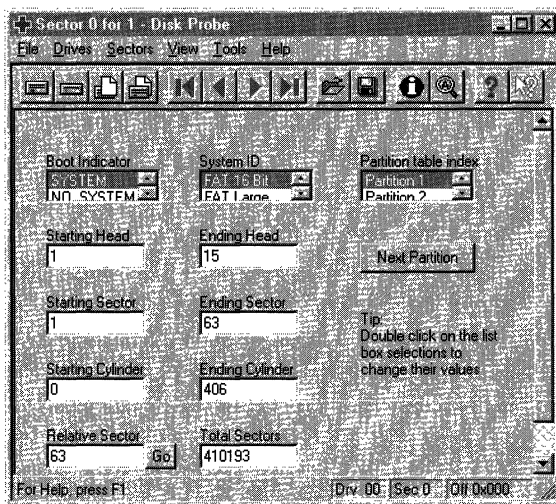 Sector 0 for 1 - Disk Probe
File Drives Sectors View Tools Help
Boot Indicator System ID Partition table index
SYSTEM FAT 16 Bit Partition 1
NO SYSTEM FAT Large Partition 2
Starting Head Ending Head
1 15 Next Partition
Starting Sector Ending Sector
1 63
Tip:
Double click on the list
box selections to
change their values
Starting Cylinder Ending Cylinder
0 406
Relative Sector Total Sectors
63 Go 410193
For Help, press F1 Drv 00 Sec 0 Off 0x000